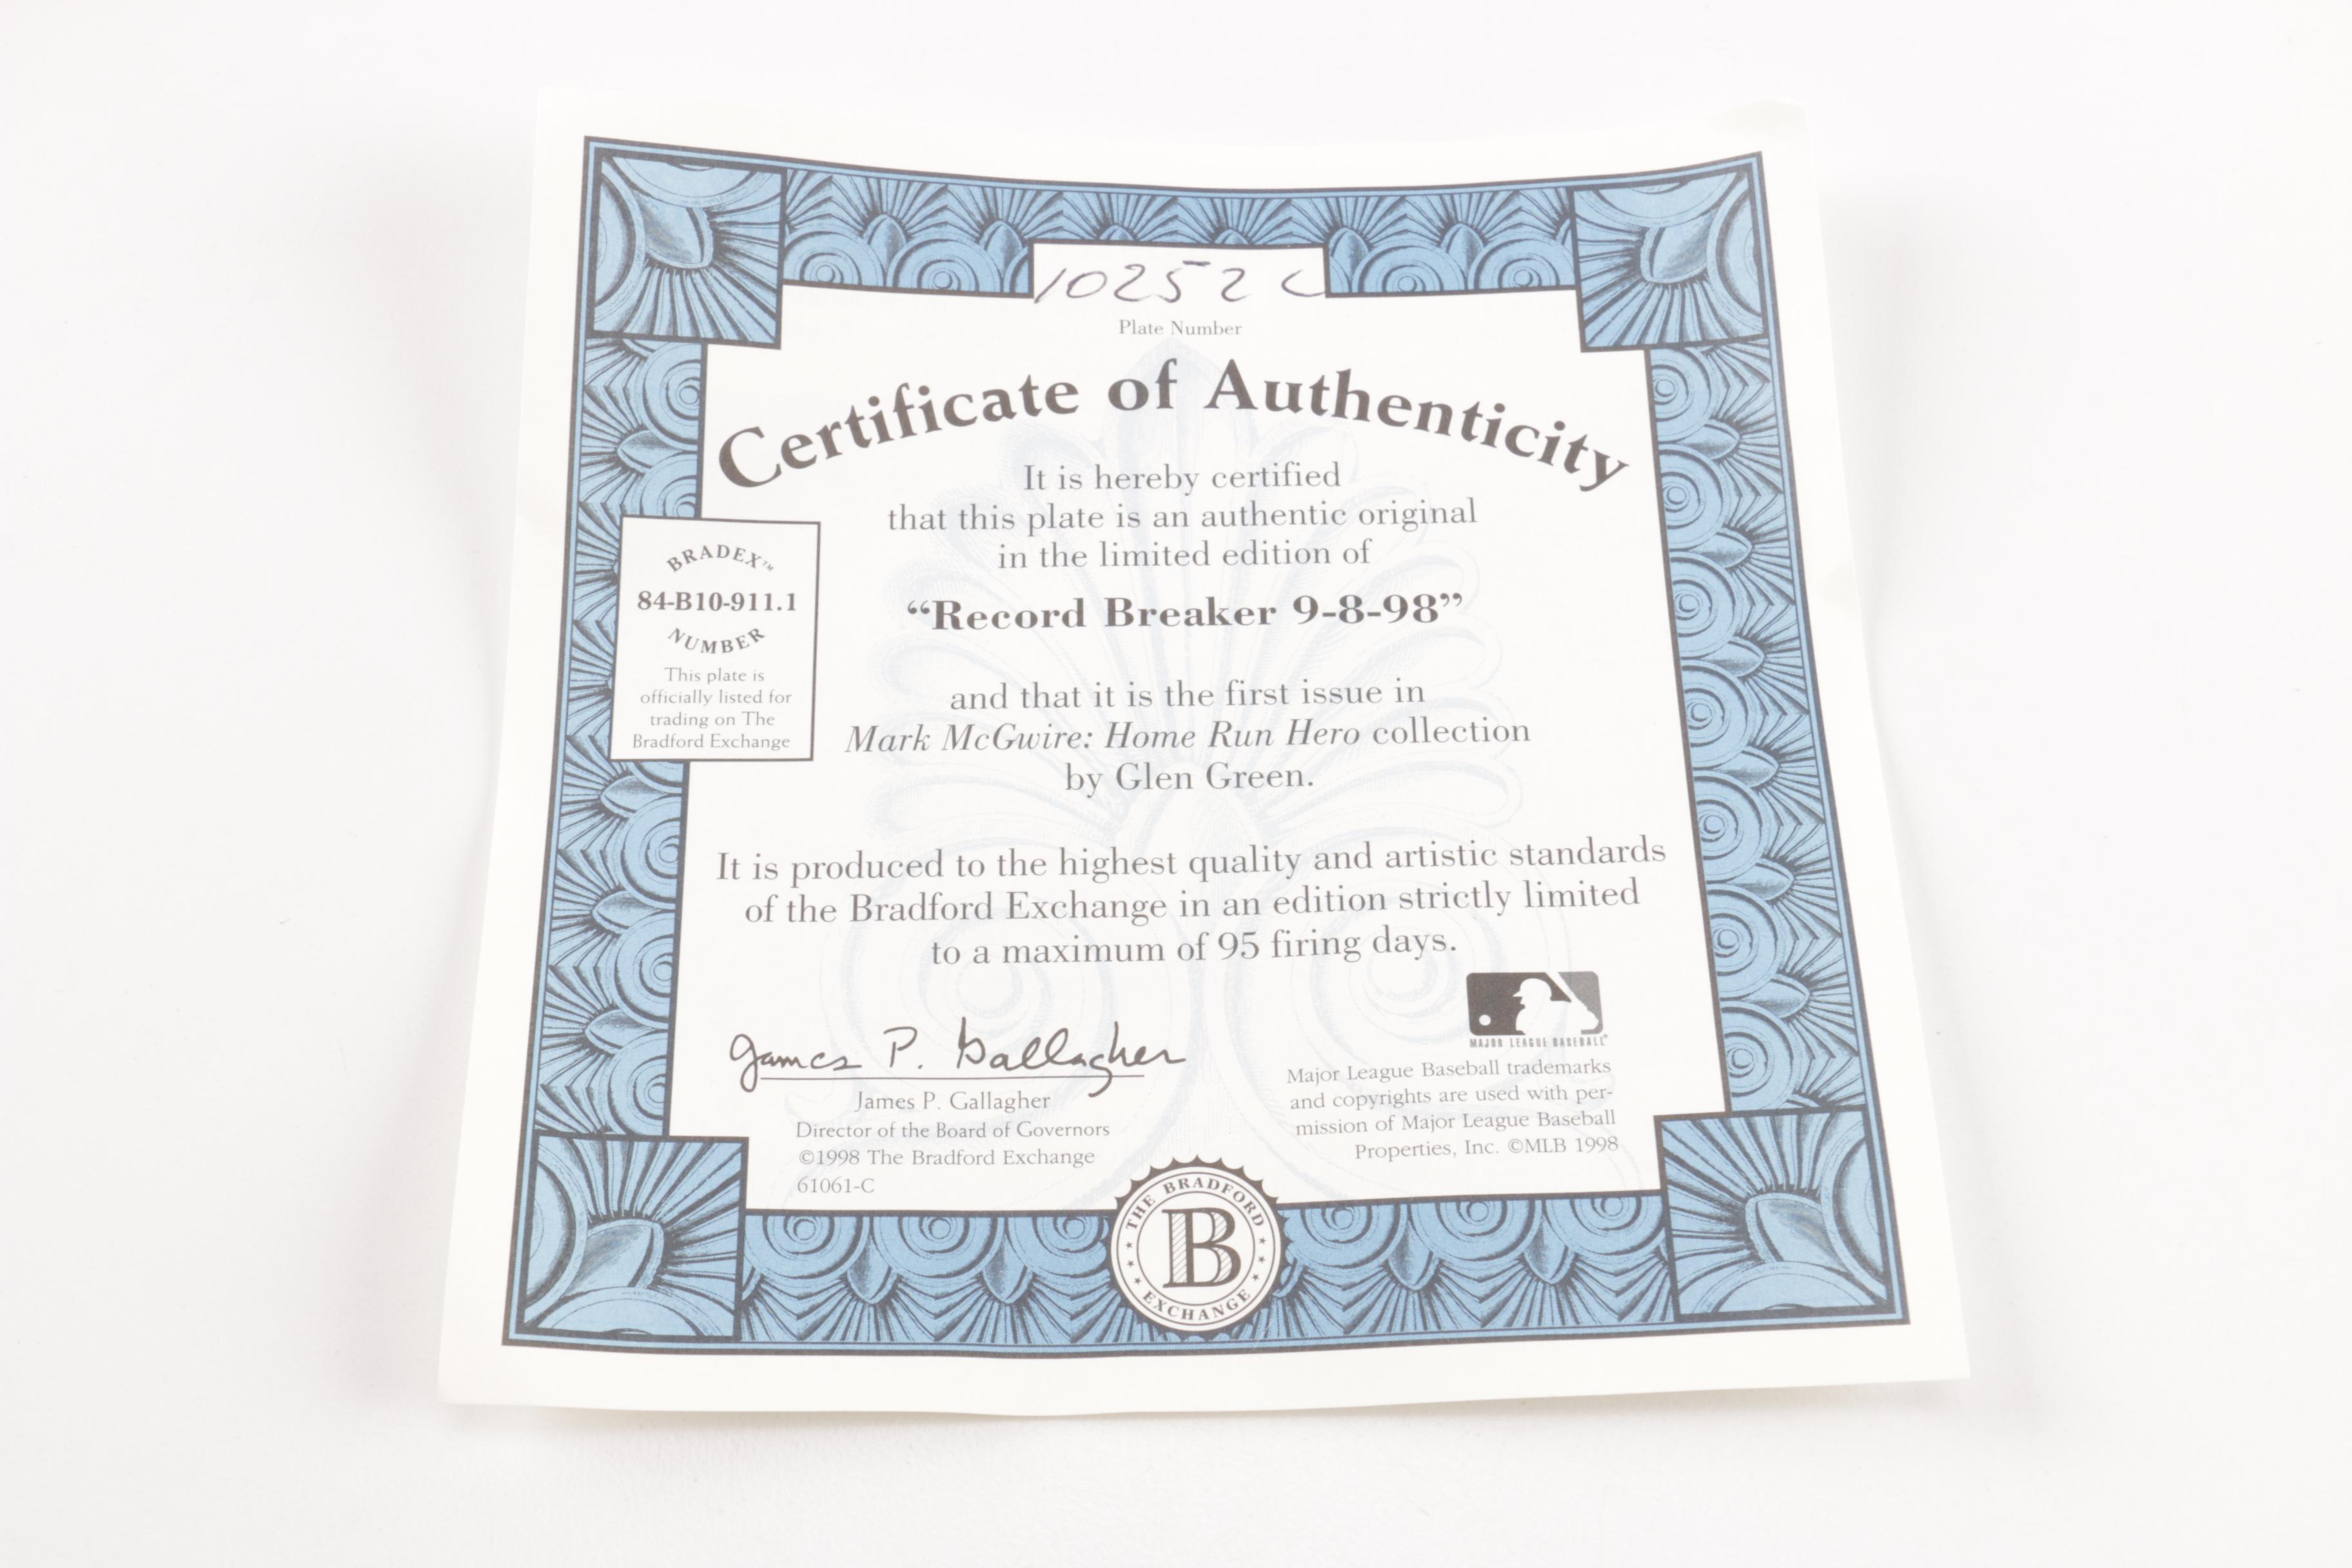 10252 C
Plate Number
Certificate of Authenticity
It is hereby certified
that this plate is an authentic original
in the limited edition of
“Record Breaker 9-8-98”
and that it is the first issue in
Mark McGwire: Home Run Hero collection
by Glen Green.
BRADEX™
84-B10-911.1
NUMBER
This plate is
officially listed for
trading on The
Bradford Exchange
It is produced to the highest quality and artistic standards
of the Bradford Exchange in an edition strictly limited
to a maximum of 95 firing days.
James P. Gallagher
James P. Gallagher
Director of the Board of Governors
©1998 The Bradford Exchange
61061-C
MAJOR LEAGUE BASEBALL®
Major League Baseball trademarks
and copyrights are used with per-
mission of Major League Baseball
Properties, Inc. ©MLB 1998
THE BRADFORD
B
EXCHANGE